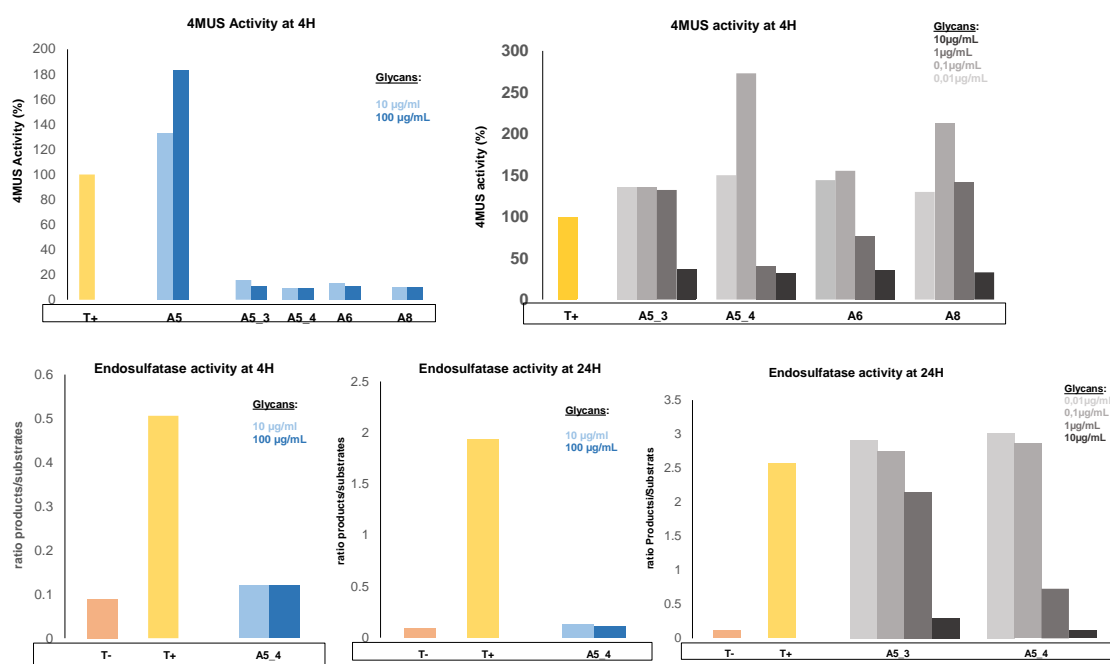 4MUS Activity at 4H
4MUS Activity (%)
200
180
160
140
120
100
80
60
40
20
0
Glycans:
10 µg/ml
100 µg/mL
T+ A5 A5_3 A5_4 A6 A8
4MUS activity at 4H
4MUS activity (%)
300
250
200
150
100
50
0
Glycans:
10µg/mL
1µg/mL
0,1µg/mL
0,01µg/mL
T+ A5_3 A5_4 A6 A8
Endosulfatase activity at 4H
ratio products/substrates
0.6
0.5
0.4
0.3
0.2
0.1
0
Glycans:
10 µg/ml
100 µg/mL
T- T+ A5_4
Endosulfatase activity at 24H
ratio products/substrates
2.5
2
1.5
1
0.5
0
Glycans:
10 µg/ml
100 µg/mL
T- T+ A5_4
Endosulfatase activity at 24H
ratio Productsi/Substrats
3.5
3
2.5
2
1.5
1
0.5
0
Glycans:
0,01µg/mL
0,1µg/mL
1µg/mL
10µg/mL
T- T+ A5_3 A5_4